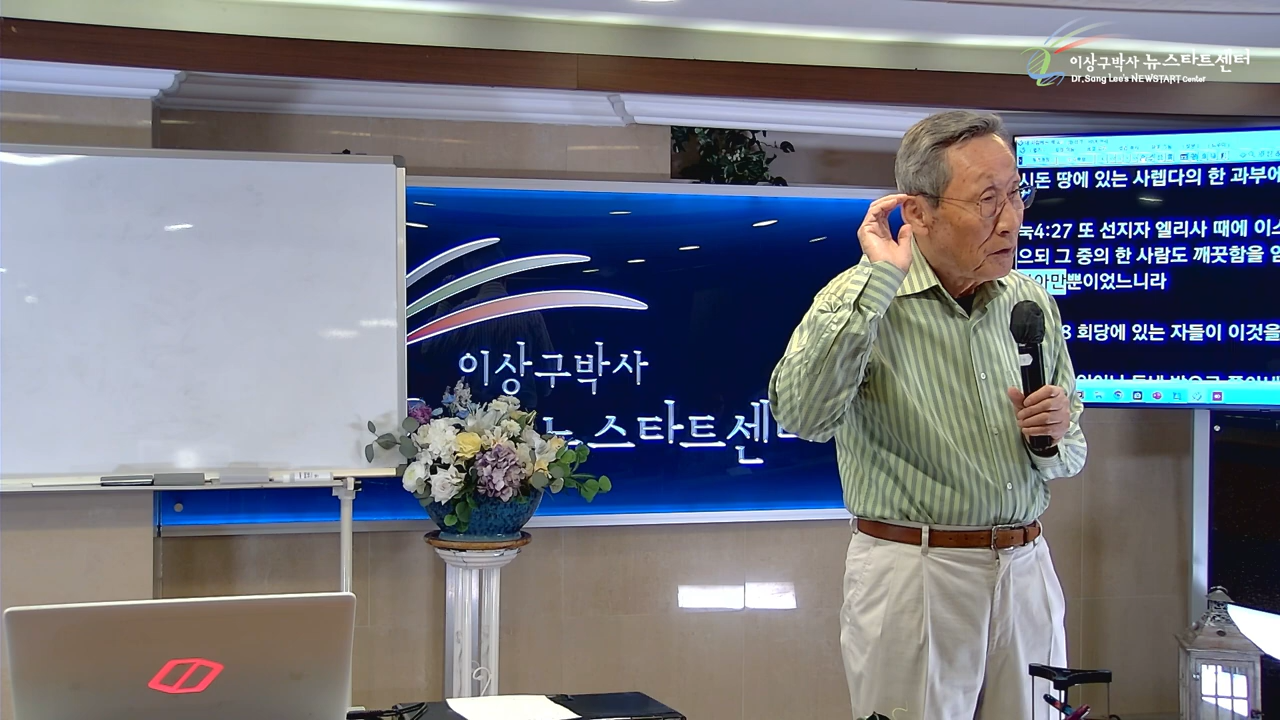 이상구박사 뉴스타트센터
Dr. Sang Lee's NEWSTART Center
시돈 땅에 있는 사렙다의 한 과부에
눅4:27 또 선지자 엘리사 때에 이스
으되 그 중의 한 사람도 깨끗함을
아만뿐이었느니라
8 회당에 있는 자들이 이것을
이상구박사
뉴스타트센